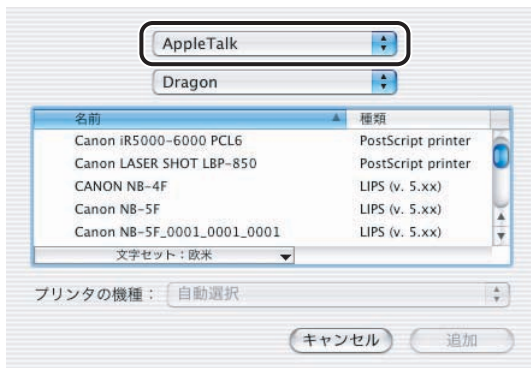 AppleTalk
Dragon
名前 種類
Canon iR5000-6000 PCL6 PostScript printer
Canon LASER SHOT LBP-850 PostScript printer
CANON NB-4F LIPS (v. 5.xx)
Canon NB-5F LIPS (v. 5.xx)
Canon NB-5F_0001_0001_0001 LIPS (v. 5.xx)
文字セット：欧米
プリンタの機種： 自動選択
キャンセル 追加